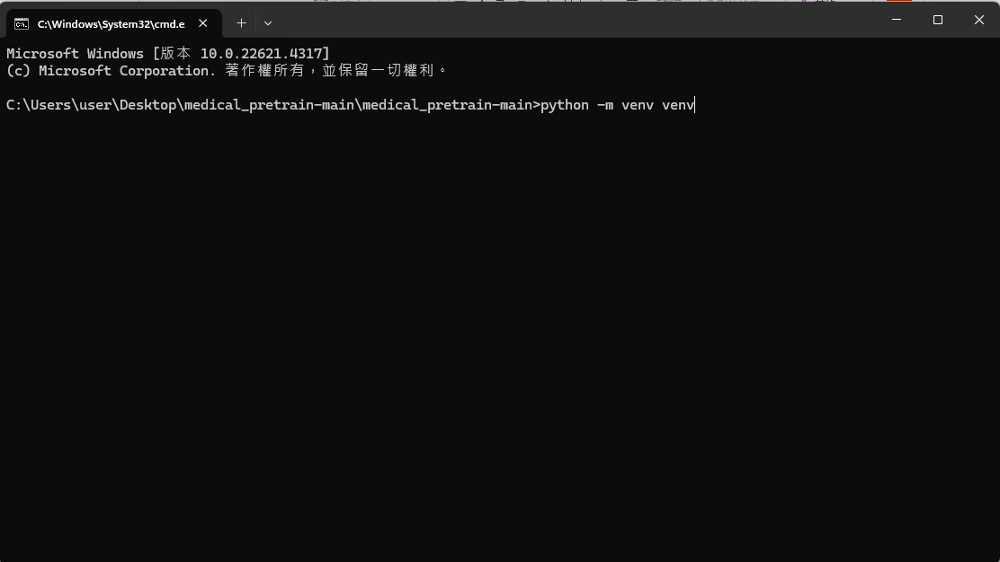 C:\Windows\System32\cmd.e
Microsoft Windows [版本 10.0.22621.4317]
(c) Microsoft Corporation. 著作權所有，並保留一切權利。
C:\Users\user\Desktop\medical_pretrain-main\medical_pretrain-main>python -m venv venv